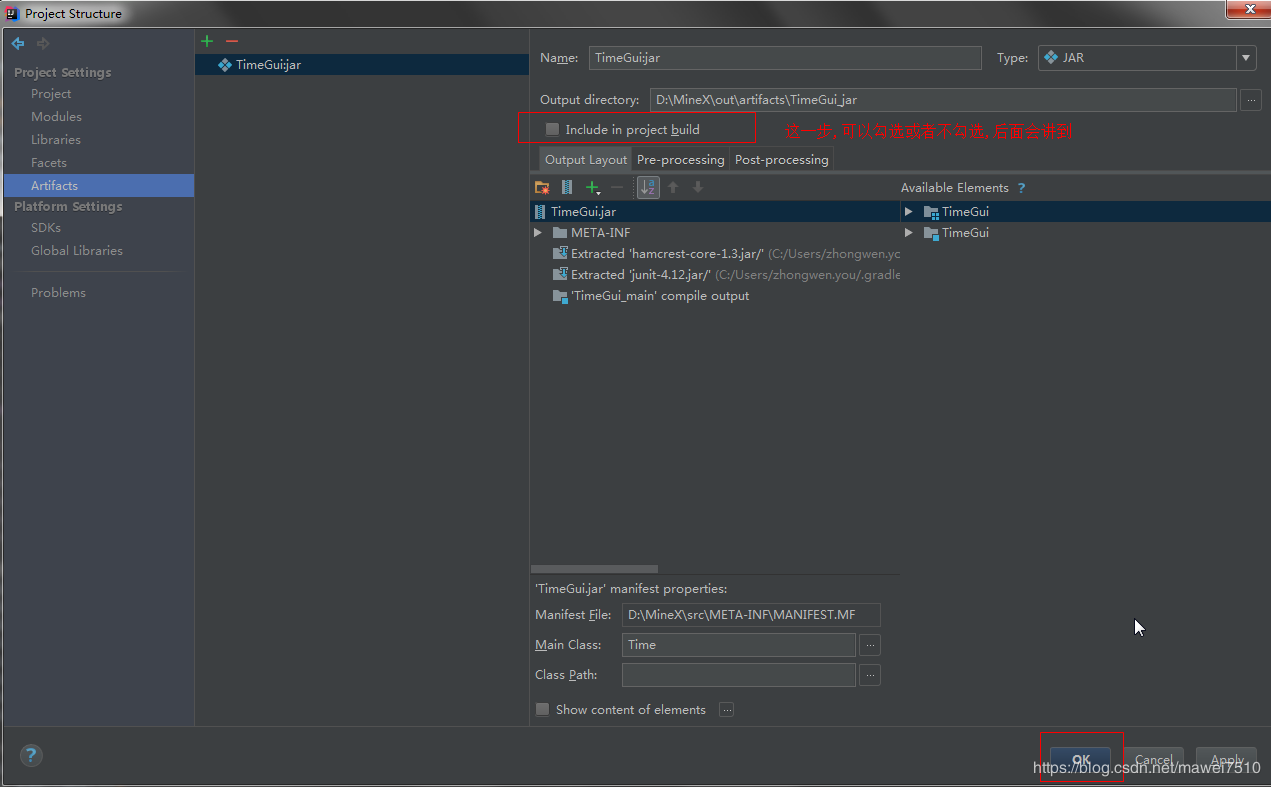 Project Structure
Project Settings
Project
Modules
Libraries
Facets
Artifacts
Platform Settings
SDKs
Global Libraries
Problems
TimeGui:jar
Name: TimeGui:jar Type: JAR
Output directory: D:\MineX\out\artifacts\TimeGui_jar ...
Include in project build 这一步, 可以勾选或者不勾选, 后面会讲到
Output Layout Pre-processing Post-processing
Available Elements ?
TimeGui.jar
META-INF
Extracted 'hamcrest-core-1.3.jar/' (C:/Users/zhongwen.yo
Extracted 'junit-4.12.jar/' (C:/Users/zhongwen.you/.gradle
'TimeGui_main' compile output
TimeGui
TimeGui
'TimeGui.jar' manifest properties:
Manifest File: D:\MineX\src\META-INF\MANIFEST.MF
Main Class: Time ...
Class Path: ...
Show content of elements ...
?
OK Cancel Apply
https://blog.csdn.net/mawei7510